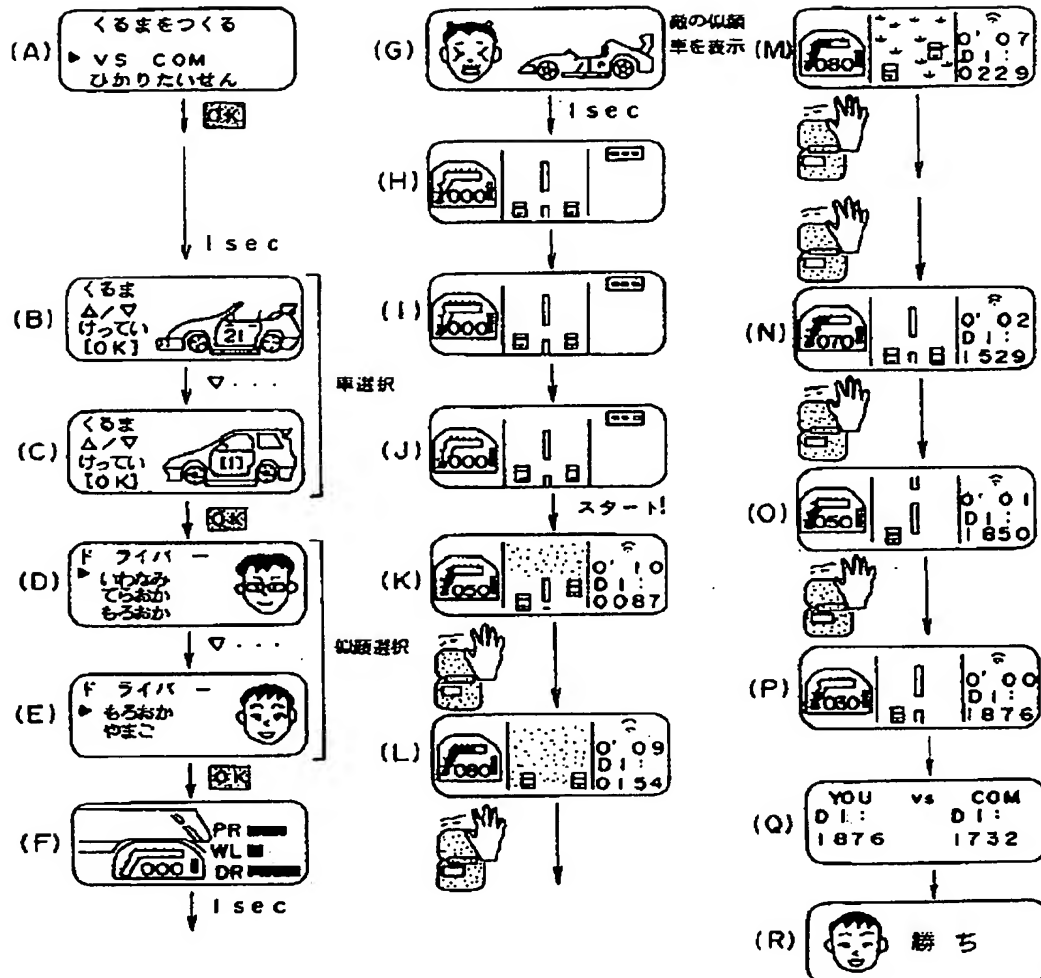 (A)
くるまをつくる
▶ VS COM
ひかりたいせん
OK
1 sec
(B)
くるま
△/▽
けってい
[OK]
21
▽・・・・
(C)
くるま
△/▽
けってい
[OK]
[1]
車選択
OK
(D)
ド ライバ ー
▶ いわなみ
てらおか
もろおか
▽・・・・
(E)
ド ライバ ー
▶ もろおか
やまご
似顔選択
OK
(F)
000
PR
WL
DR
1 sec
(G)
敵の似顔
車を表示
1 sec
(H)
000
(I)
000
(J)
000
スタート!
(K)
050
0' 10
D1:
0087
(L)
080
0' 09
D1:
0154
(M)
080
0' 07
D1:
0229
(N)
070
0' 02
D1:
1529
(O)
050
0' 01
D1:
1850
(P)
030
0' 00
D1:
1876
(Q)
YOU vs COM
D1: D1:
1876 1732
(R)
勝ち